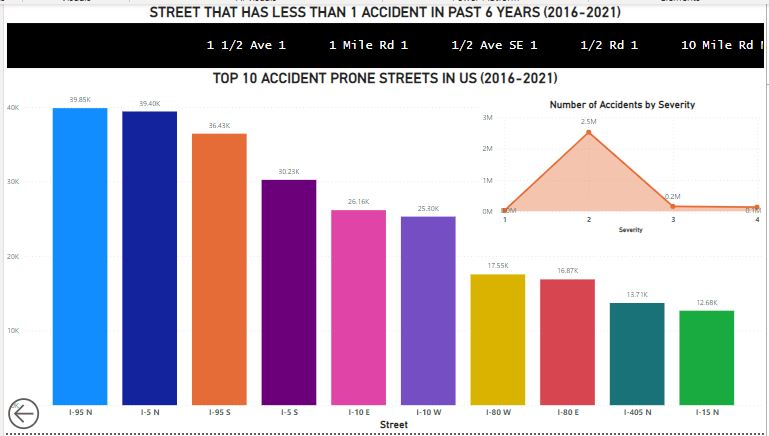 STREET THAT HAS LESS THAN 1 ACCIDENT IN PAST 6 YEARS (2016-2021)
1 1/2 Ave 1 1 Mile Rd 1 1/2 Ave SE 1 1/2 Rd 1 10 Mile Rd
TOP 10 ACCIDENT PRONE STREETS IN US (2016-2021)
Number of Accidents by Severity
3M
2.5M
2M
1M
0.2M
0M 0.0M 0.1M
1 2 3 4
Severity
40K
39.85K 39.40K 36.43K 30.23K 26.16K 25.30K 17.55K 16.87K 13.71K 12.68K
30K
20K
10K
I-95 N I-5 N I-95 S I-5 S I-10 E I-10 W I-80 W I-80 E I-405 N I-15 N
Street